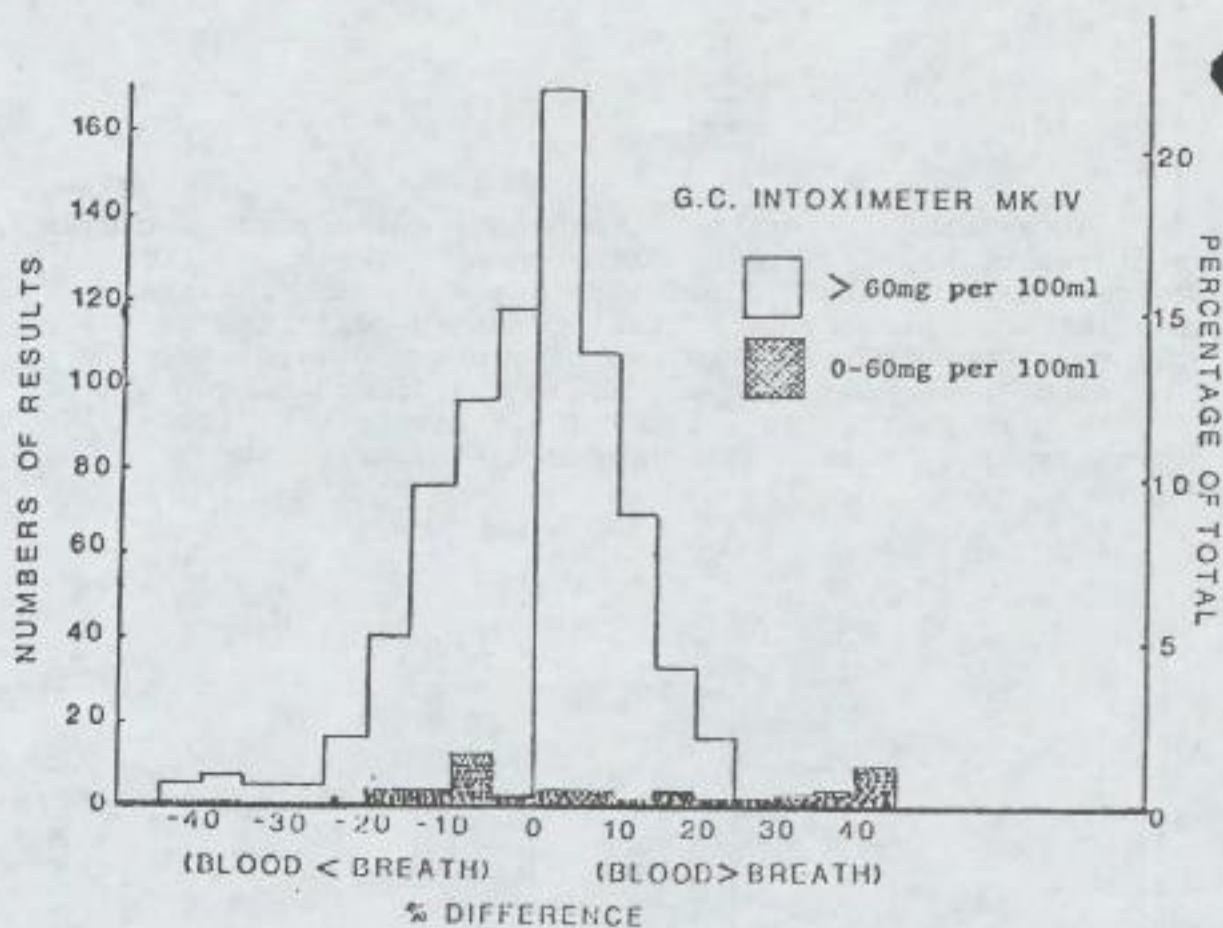 NUMBERS OF RESULTS
160
140
120
100
80
60
40
20
0
G.C. INTOXIMETER MK IV
> 60mg per 100ml
0-60mg per 100ml
20
15
10
5
0
PERCENTAGE OF TOTAL
-40 -30 -20 -10 0 10 20 30 40
(BLOOD < BREATH) (BLOOD > BREATH)
% DIFFERENCE